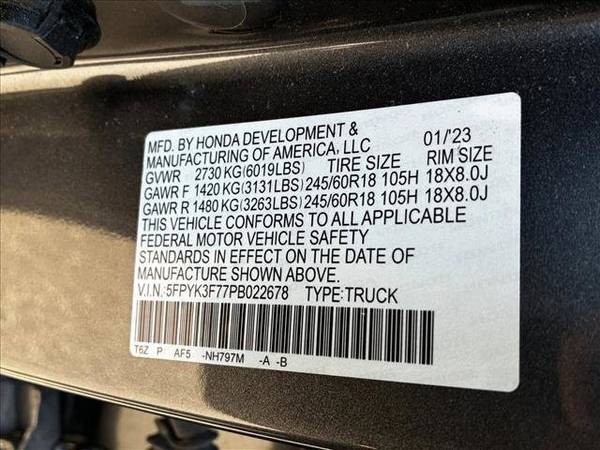 MFD. BY HONDA DEVELOPMENT &
MANUFACTURING OF AMERICA, LLC 01/'23
GVWR 2730 KG(6019LBS) TIRE SIZE RIM SIZE
GAWR F 1420 KG(3131LBS) 245/60R18 105H 18X8.0J
GAWR R 1480 KG(3263LBS) 245/60R18 105H 18X8.0J
THIS VEHICLE CONFORMS TO ALL APPLICABLE
FEDERAL MOTOR VEHICLE SAFETY
STANDARDS IN EFFECT ON THE DATE OF
MANUFACTURE SHOWN ABOVE.
V.I.N.:5FPYK3F77PB022678 TYPE:TRUCK
T6Z P AF5 -NH797M -A -B